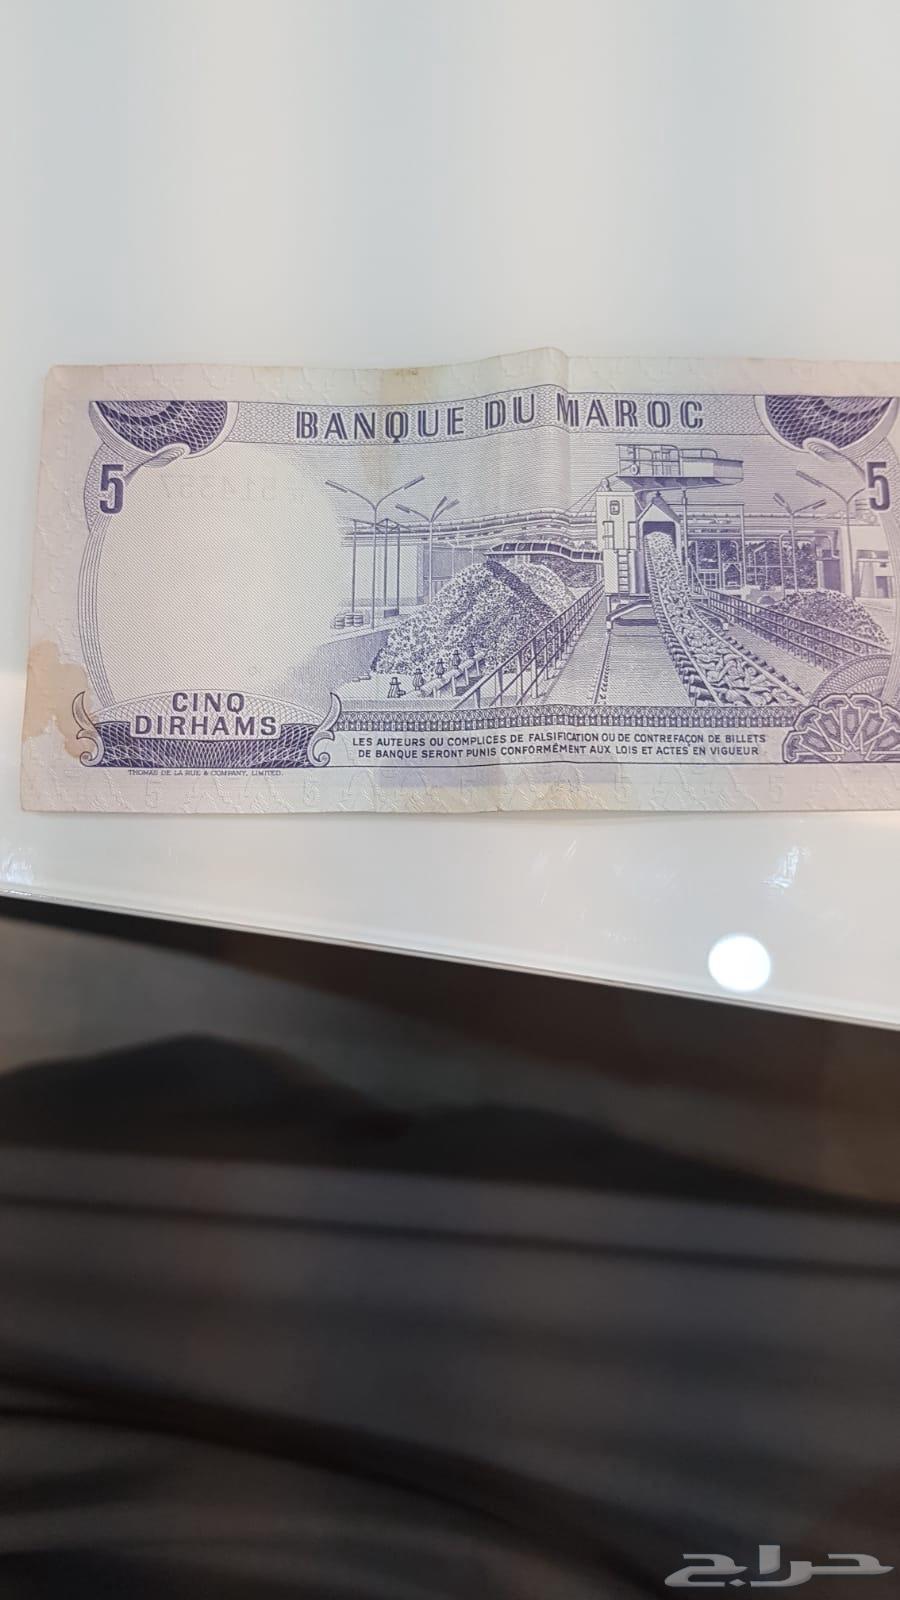 BANQUE DU MAROC
5
5
CINQ
DIRHAMS
LES AUTEURS OU COMPLICES DE FALSIFICATION OU DE CONTREFAÇON DE BILLETS
DE BANQUE SERONT PUNIS CONFORMÉMENT AUX LOIS ET ACTES EN VIGUEUR
THOMAS DE LA RUE & COMPANY, LIMITED.
حراج